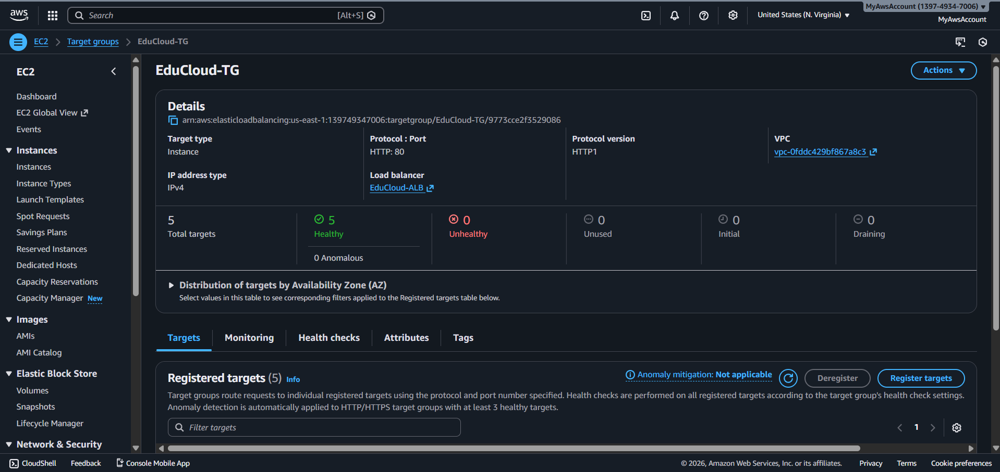 aws
Search
[Alt+S]
United States (N. Virginia)
MyAwsAccount (1397-4934-7006)
MyAwsAccount
EC2
Target groups
EduCloud-TG
EC2
Dashboard
EC2 Global View
Events
Instances
Instances
Instance Types
Launch Templates
Spot Requests
Savings Plans
Reserved Instances
Dedicated Hosts
Capacity Reservations
Capacity Manager New
Images
AMIs
AMI Catalog
Elastic Block Store
Volumes
Snapshots
Lifecycle Manager
Network & Security
EduCloud-TG
Actions
Details
arn:aws:elasticloadbalancing:us-east-1:139749347006:targetgroup/EduCloud-TG/9773cce2f3529086
Target type
Instance
Protocol : Port
HTTP: 80
Protocol version
HTTP1
VPC
vpc-0fddc429bf867a8c3
IP address type
IPv4
Load balancer
EduCloud-ALB
5
Total targets
5
Healthy
0 Anomalous
0
Unhealthy
0
Unused
0
Initial
0
Draining
Distribution of targets by Availability Zone (AZ)
Select values in this table to see corresponding filters applied to the Registered targets table below.
Targets
Monitoring
Health checks
Attributes
Tags
Registered targets (5) Info
Anomaly mitigation: Not applicable
Deregister
Register targets
Target groups route requests to individual registered targets using the protocol and port number specified. Health checks are performed on all registered targets according to the target group's health check settings.
Anomaly detection is automatically applied to HTTP/HTTPS target groups with at least 3 healthy targets.
Filter targets
1
CloudShell
Feedback
Console Mobile App
© 2026, Amazon Web Services, Inc. or its affiliates.
Privacy
Terms
Cookie preferences